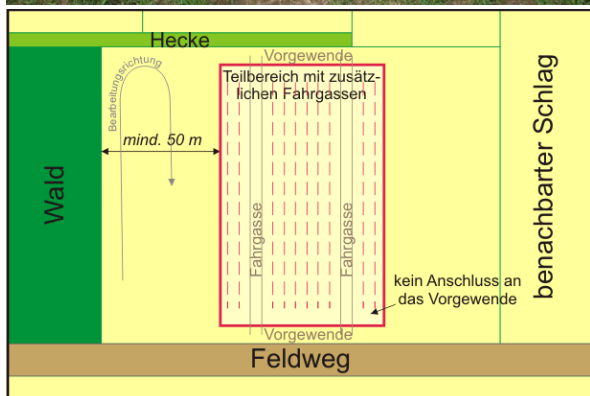 Hecke
Vorgewende
Teilbereich mit zusätz-
lichen Fahrgassen
Bearbeitungsrichtung
mind. 50 m
Wald
Fahrgasse
Fahrgasse
benachbarter Schlag
kein Anschluss an
das Vorgewende
Vorgewende
Feldweg